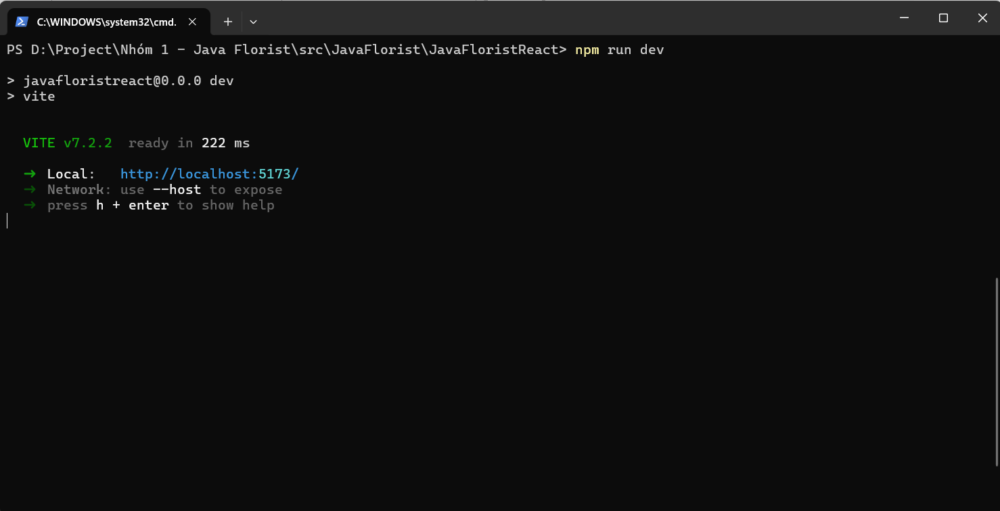 C:\WINDOWS\system32\cmd.
PS D:\Project\Nhóm 1 - Java Florist\src\JavaFlorist\JavaFloristReact> npm run dev
> javafloristreact@0.0.0 dev
> vite
VITE v7.2.2 ready in 222 ms
➜ Local: http://localhost:5173/
➜ Network: use --host to expose
➜ press h + enter to show help